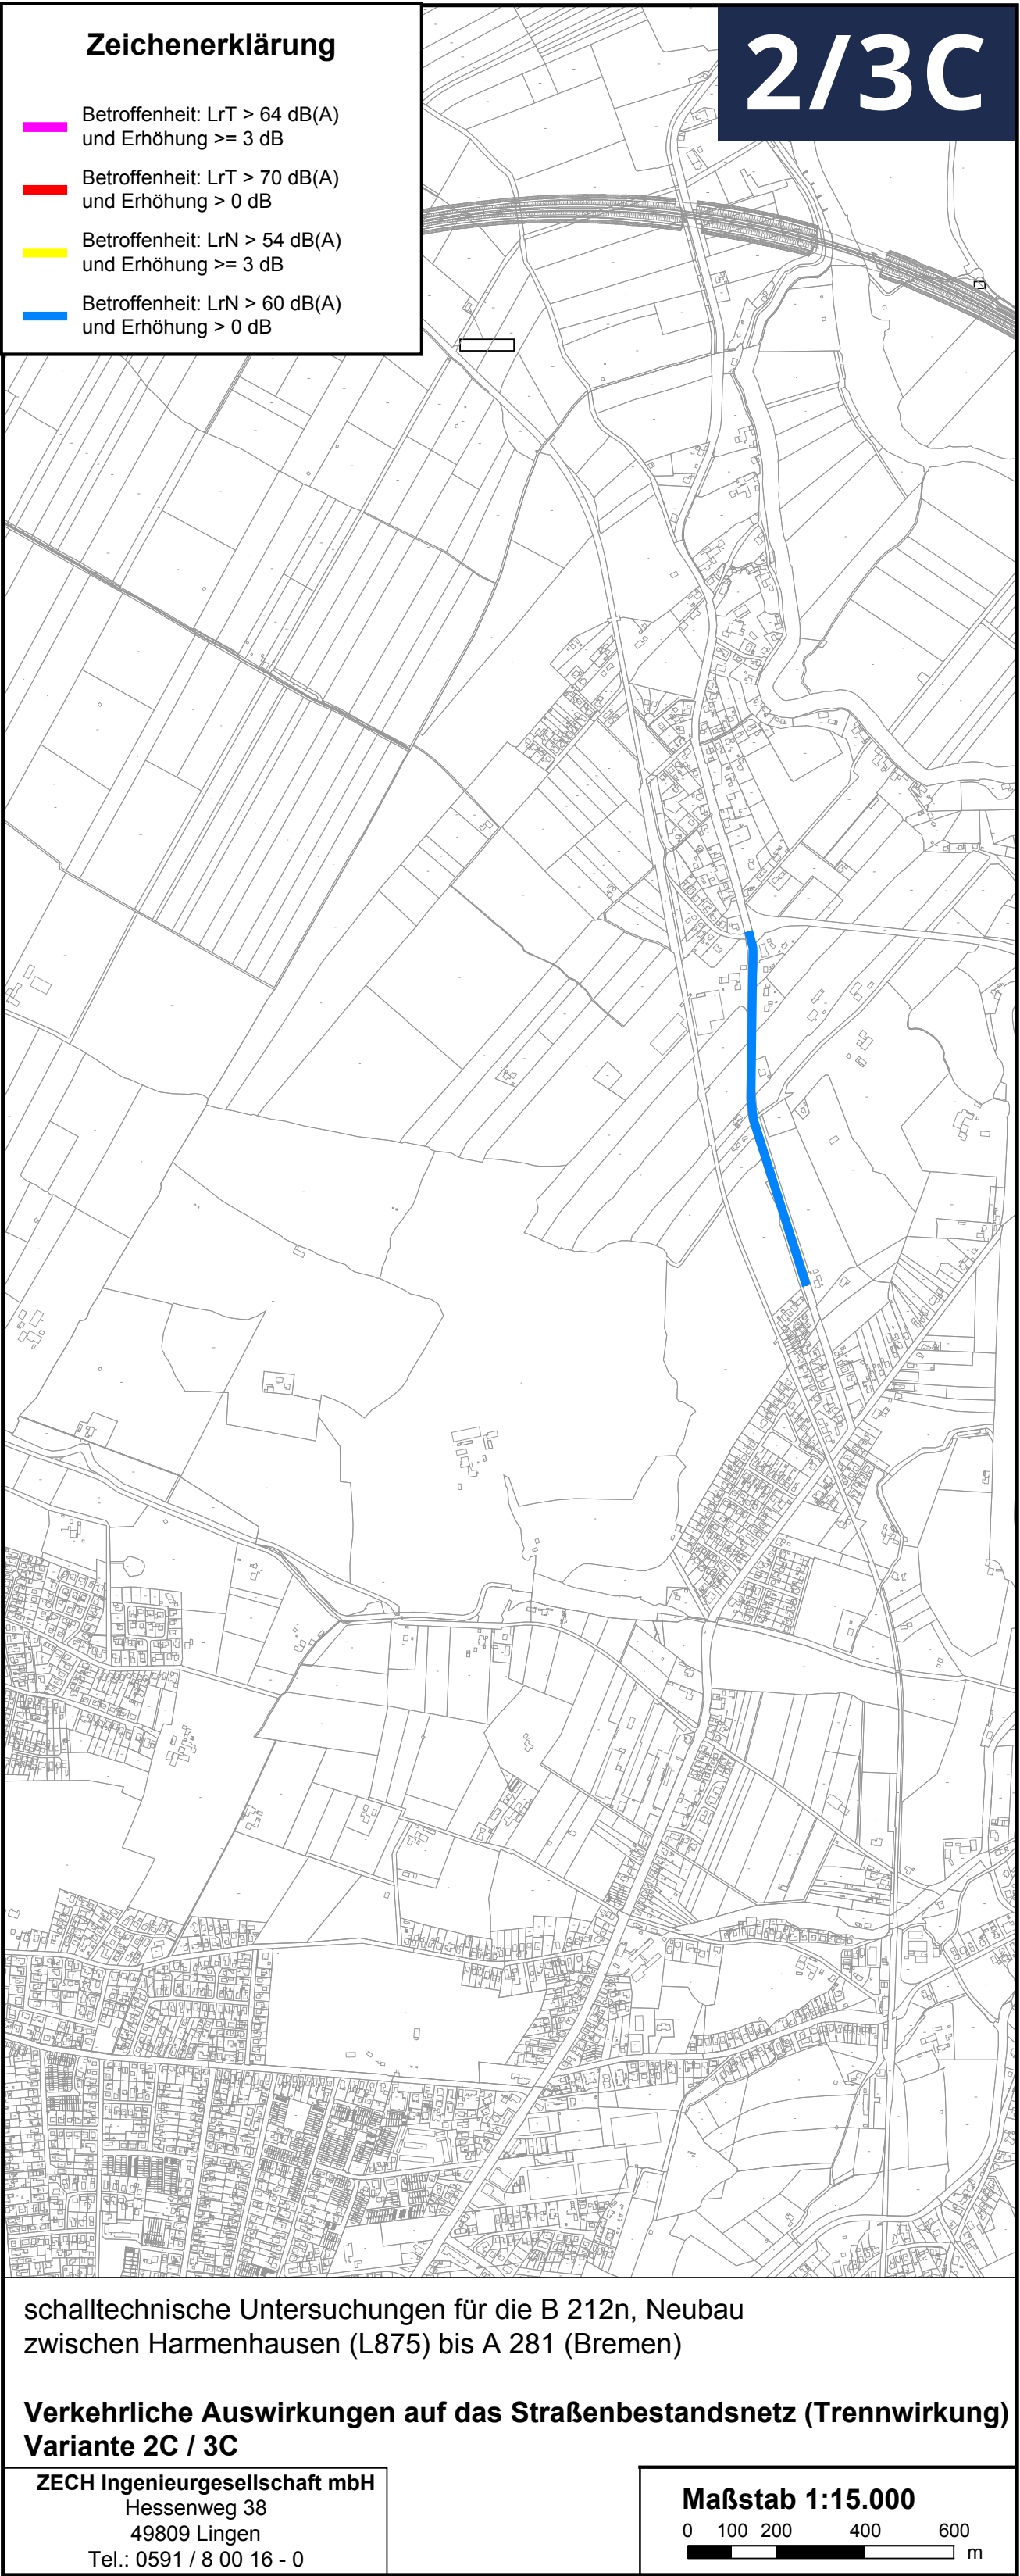 Zeichenerklärung
2/3C
Betroffenheit: LrT > 64 dB(A)
und Erhöhung >= 3 dB
Betroffenheit: LrT > 70 dB(A)
und Erhöhung > 0 dB
Betroffenheit: LrN > 54 dB(A)
und Erhöhung >= 3 dB
Betroffenheit: LrN > 60 dB(A)
und Erhöhung > 0 dB
schalltechnische Untersuchungen für die B 212n, Neubau
zwischen Harmenhausen (L875) bis A 281 (Bremen)
Verkehrliche Auswirkungen auf das Straßenbestandsnetz (Trennwirkung)
Variante 2C / 3C
ZECH Ingenieurgesellschaft mbH
Hessenweg 38
49809 Lingen
Tel.: 0591 / 8 00 16 - 0
Maßstab 1:15.000
0 100 200 400 600
m